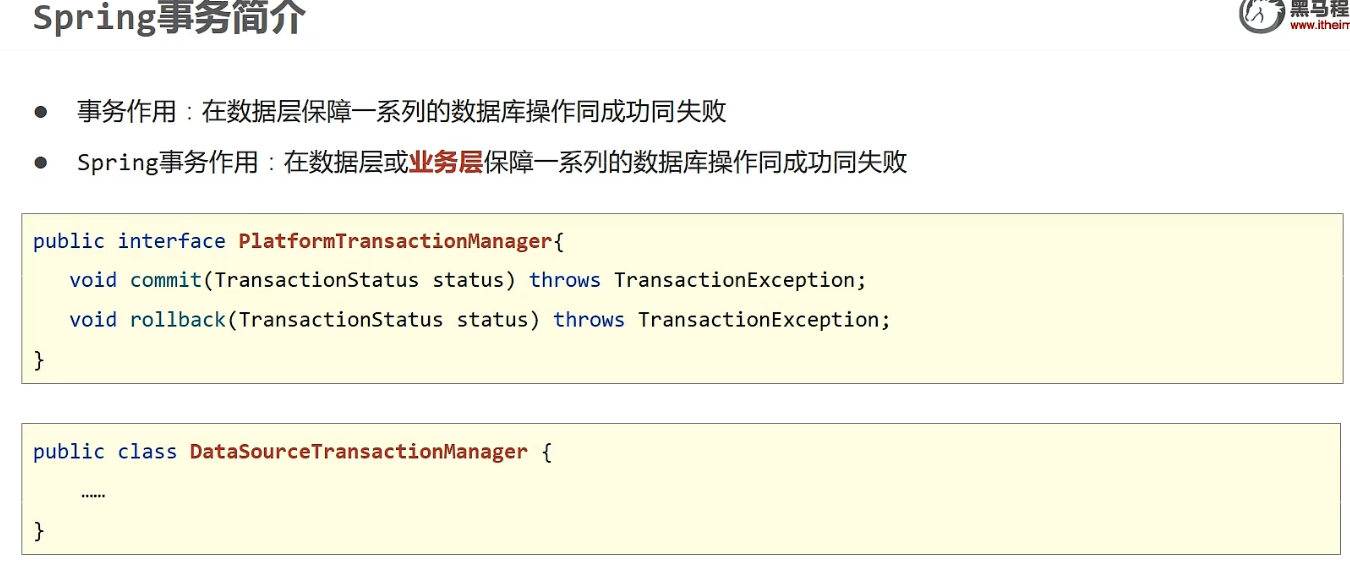 Spring事务简介
黑马程
www.itheim
● 事务作用：在数据层保障一系列的数据库操作同成功同失败
● Spring事务作用：在数据层或业务层保障一系列的数据库操作同成功同失败
public interface PlatformTransactionManager{
void commit(TransactionStatus status) throws TransactionException;
void rollback(TransactionStatus status) throws TransactionException;
}
public class DataSourceTransactionManager {
……
}